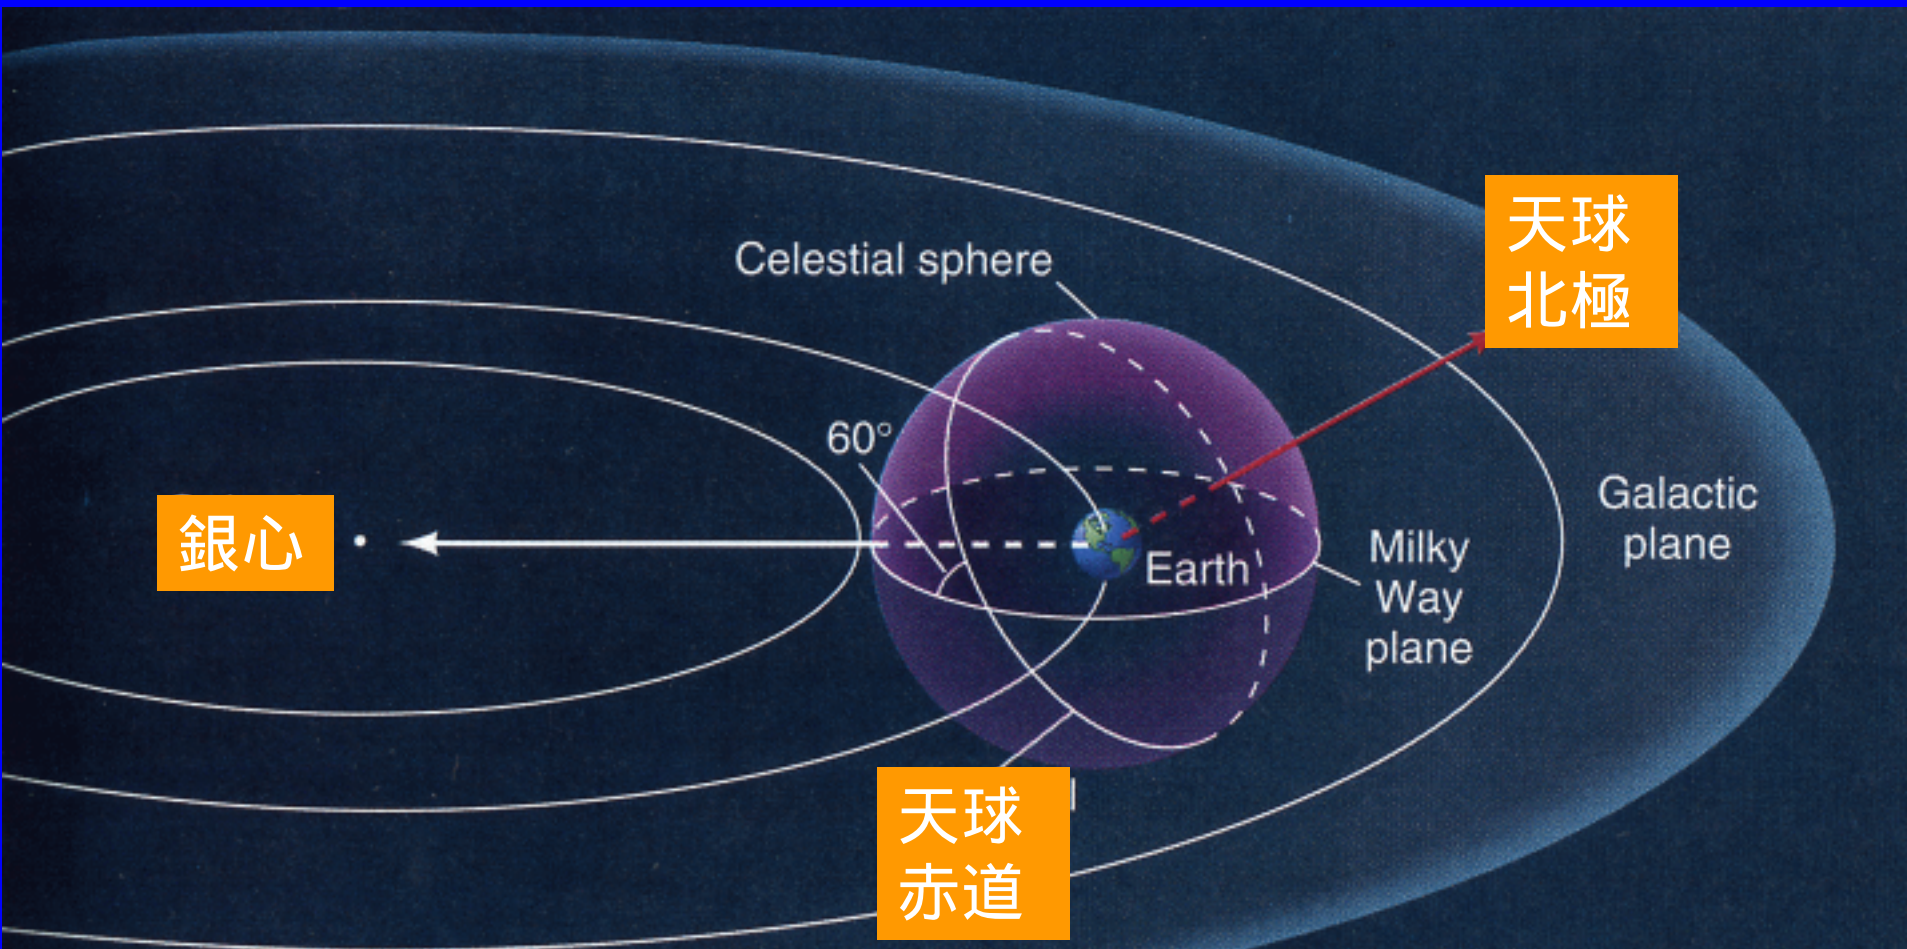 天球
北極
Celestial sphere
60°
Galactic
plane
銀心
Milky
Way
plane
Earth
天球
赤道